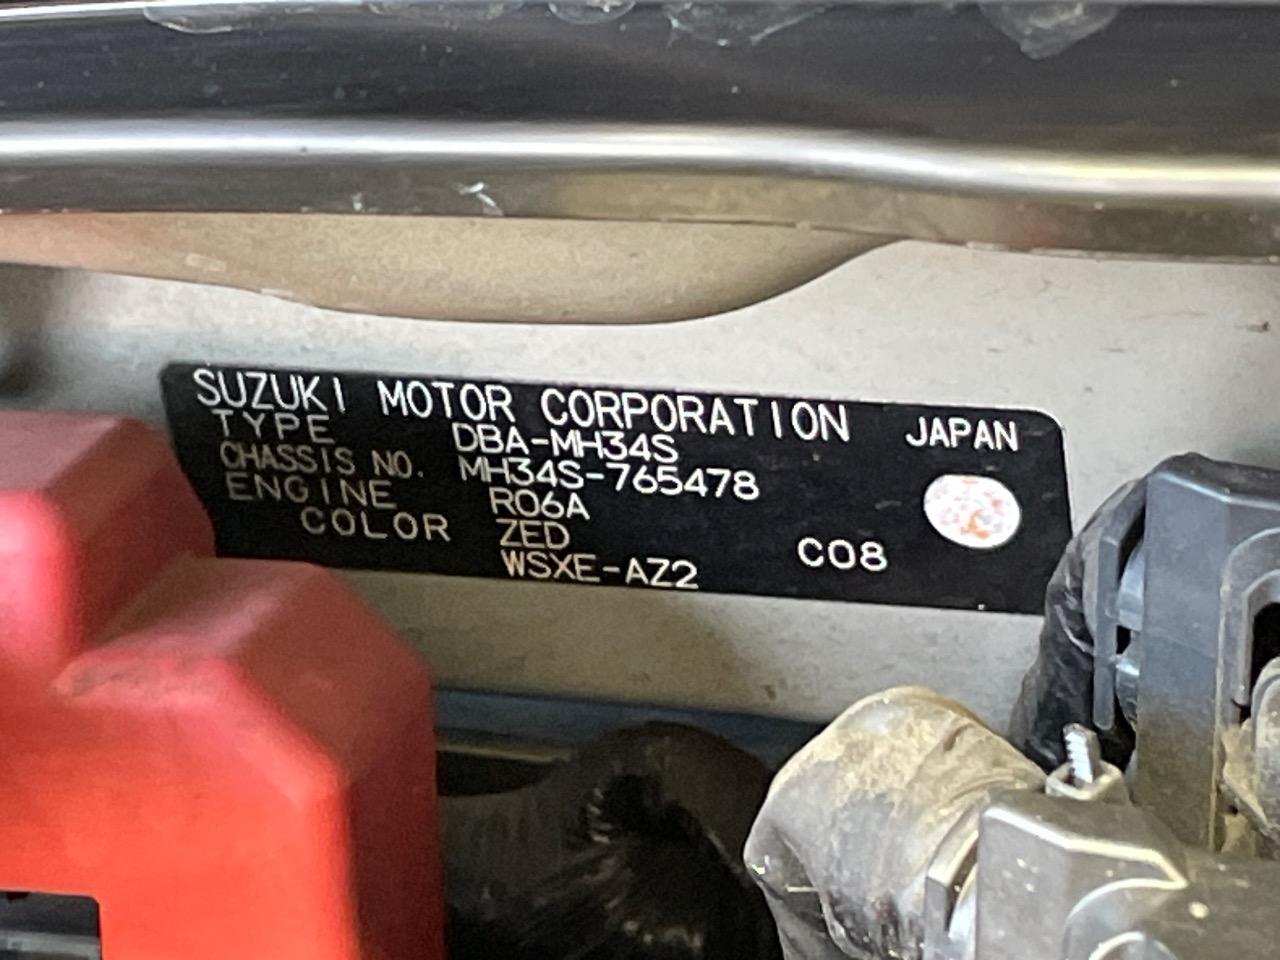 SUZUKI MOTOR CORPORATION JAPAN
TYPE DBA-MH34S
CHASSIS NO. MH34S-765478
ENGINE R06A
COLOR ZED C08
WSXE-AZ2